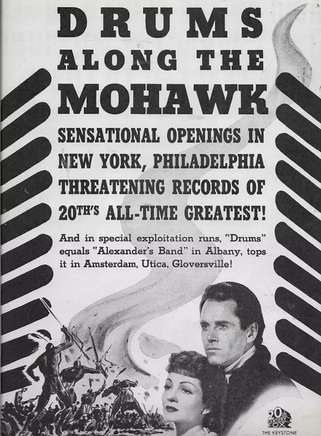 DRUMS
ALONG THE
MOHAWK
SENSATIONAL OPENINGS IN
NEW YORK, PHILADELPHIA
THREATENING RECORDS OF
20TH'S ALL-TIME GREATEST!
And in special exploitation runs, "Drums"
equals "Alexander's Band" in Albany, tops
it in Amsterdam, Utica, Gloversville!
20th
CENTURY
FOX
THE KEYSTONE